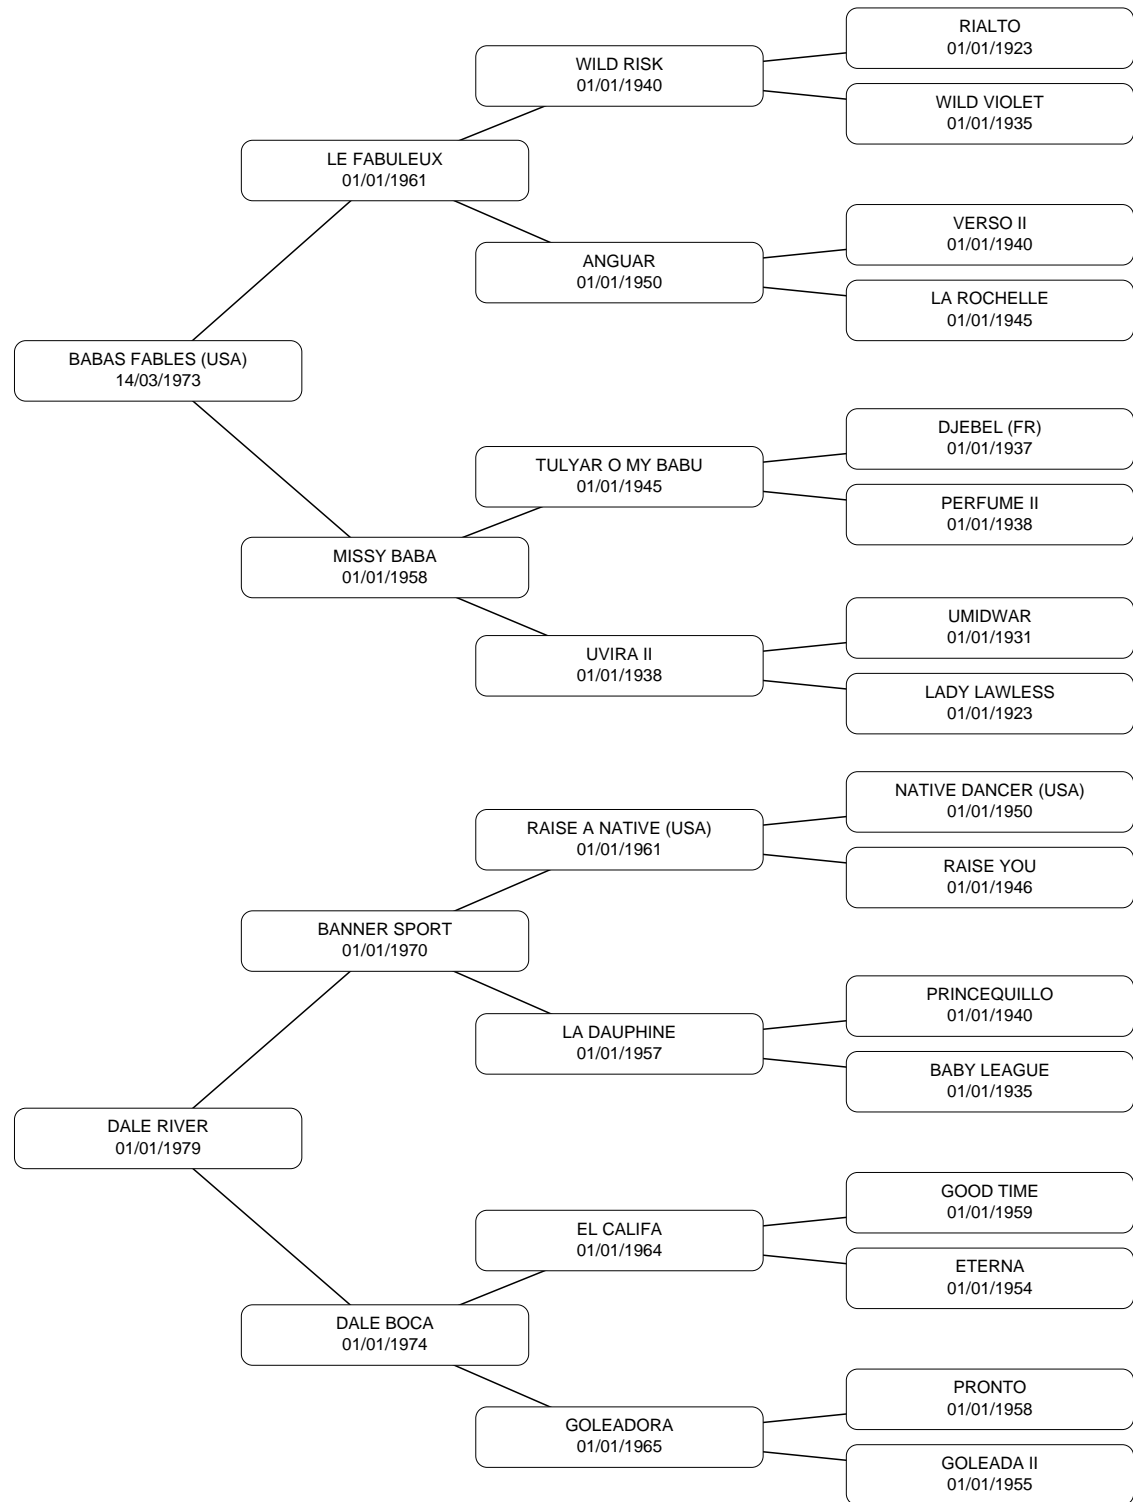 RIALTO
01/01/1923
WILD RISK
01/01/1940
WILD VIOLET
01/01/1935
LE FABULEUX
01/01/1961
VERSO II
01/01/1940
ANGUAR
01/01/1950
LA ROCHELLE
01/01/1945
BABAS FABLES (USA)
14/03/1973
DJEBEL (FR)
01/01/1937
TULYAR O MY BABU
01/01/1945
PERFUME II
01/01/1938
MISSY BABA
01/01/1958
UMIDWAR
01/01/1931
UVIRA II
01/01/1938
LADY LAWLESS
01/01/1923
NATIVE DANCER (USA)
01/01/1950
RAISE A NATIVE (USA)
01/01/1961
RAISE YOU
01/01/1946
BANNER SPORT
01/01/1970
PRINCEQUILLO
01/01/1940
LA DAUPHINE
01/01/1957
BABY LEAGUE
01/01/1935
DALE RIVER
01/01/1979
GOOD TIME
01/01/1959
EL CALIFA
01/01/1964
ETERNA
01/01/1954
DALE BOCA
01/01/1974
PRONTO
01/01/1958
GOLEADORA
01/01/1965
GOLEADA II
01/01/1955